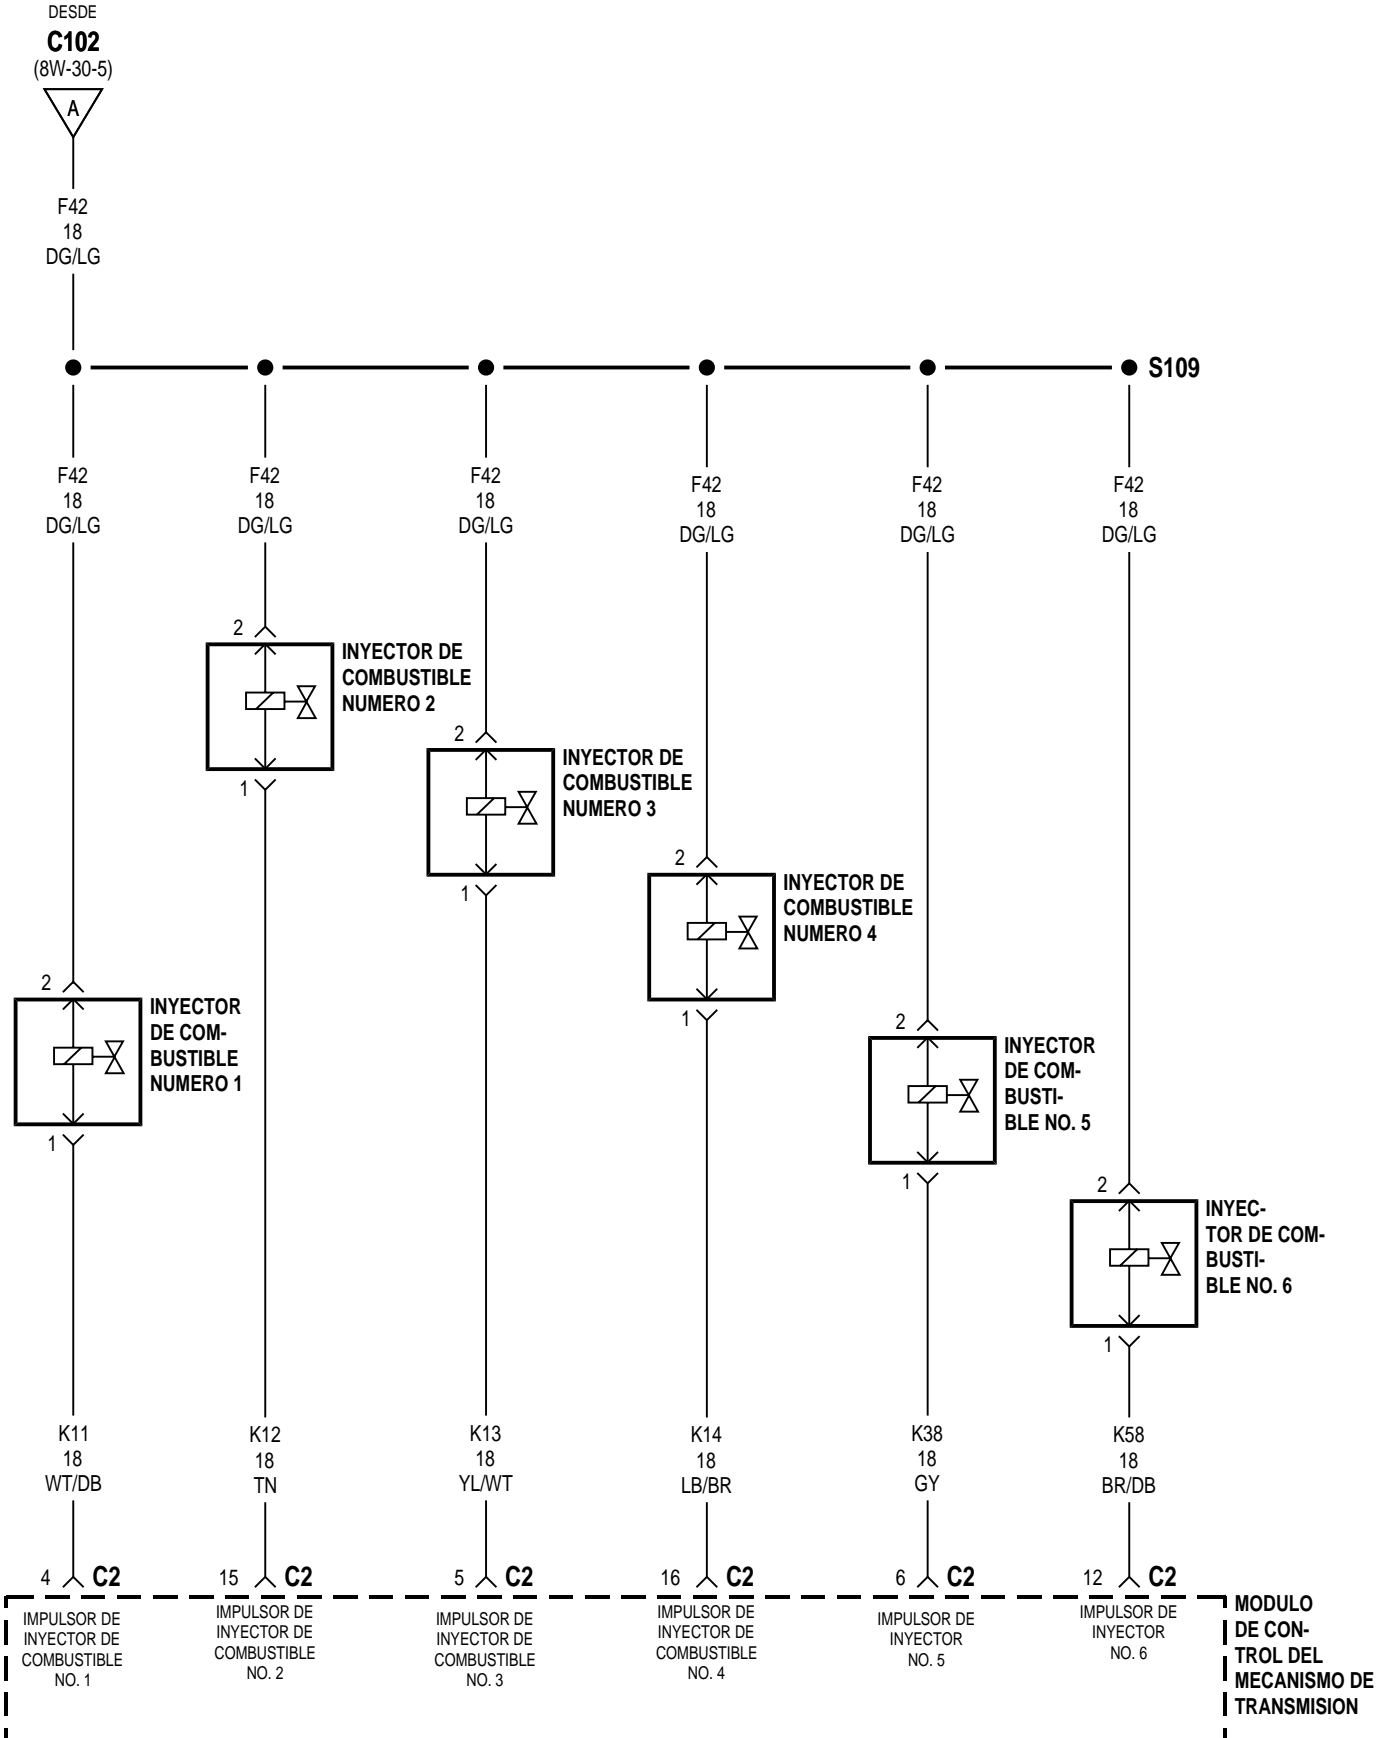 DESDE
C102
(8W-30-5)
A
F42
18
DG/LG
S109
F42
18
DG/LG
F42
18
DG/LG
F42
18
DG/LG
F42
18
DG/LG
F42
18
DG/LG
F42
18
DG/LG
2
INYECTOR DE
COMBUSTIBLE
NUMERO 2
1
2
INYECTOR DE
COMBUSTIBLE
NUMERO 3
1
2
INYECTOR DE
COMBUSTIBLE
NUMERO 4
1
2
INYECTOR
DE COM-
BUSTIBLE
NUMERO 1
1
2
INYECTOR
DE COM-
BUSTI-
BLE NO. 5
1
2
INYEC-
TOR DE COM-
BUSTI-
BLE NO. 6
1
K11
18
WT/DB
K12
18
TN
K13
18
YL/WT
K14
18
LB/BR
K38
18
GY
K58
18
BR/DB
4 C2
15 C2
5 C2
16 C2
6 C2
12 C2
IMPULSOR DE
INYECTOR DE
COMBUSTIBLE
NO. 1
IMPULSOR DE
INYECTOR DE
COMBUSTIBLE
NO. 2
IMPULSOR DE
INYECTOR DE
COMBUSTIBLE
NO. 3
IMPULSOR DE
INYECTOR DE
COMBUSTIBLE
NO. 4
IMPULSOR DE
INYECTOR
NO. 5
IMPULSOR DE
INYECTOR
NO. 6
MODULO
DE CON-
TROL DEL
MECANISMO DE
TRANSMISION